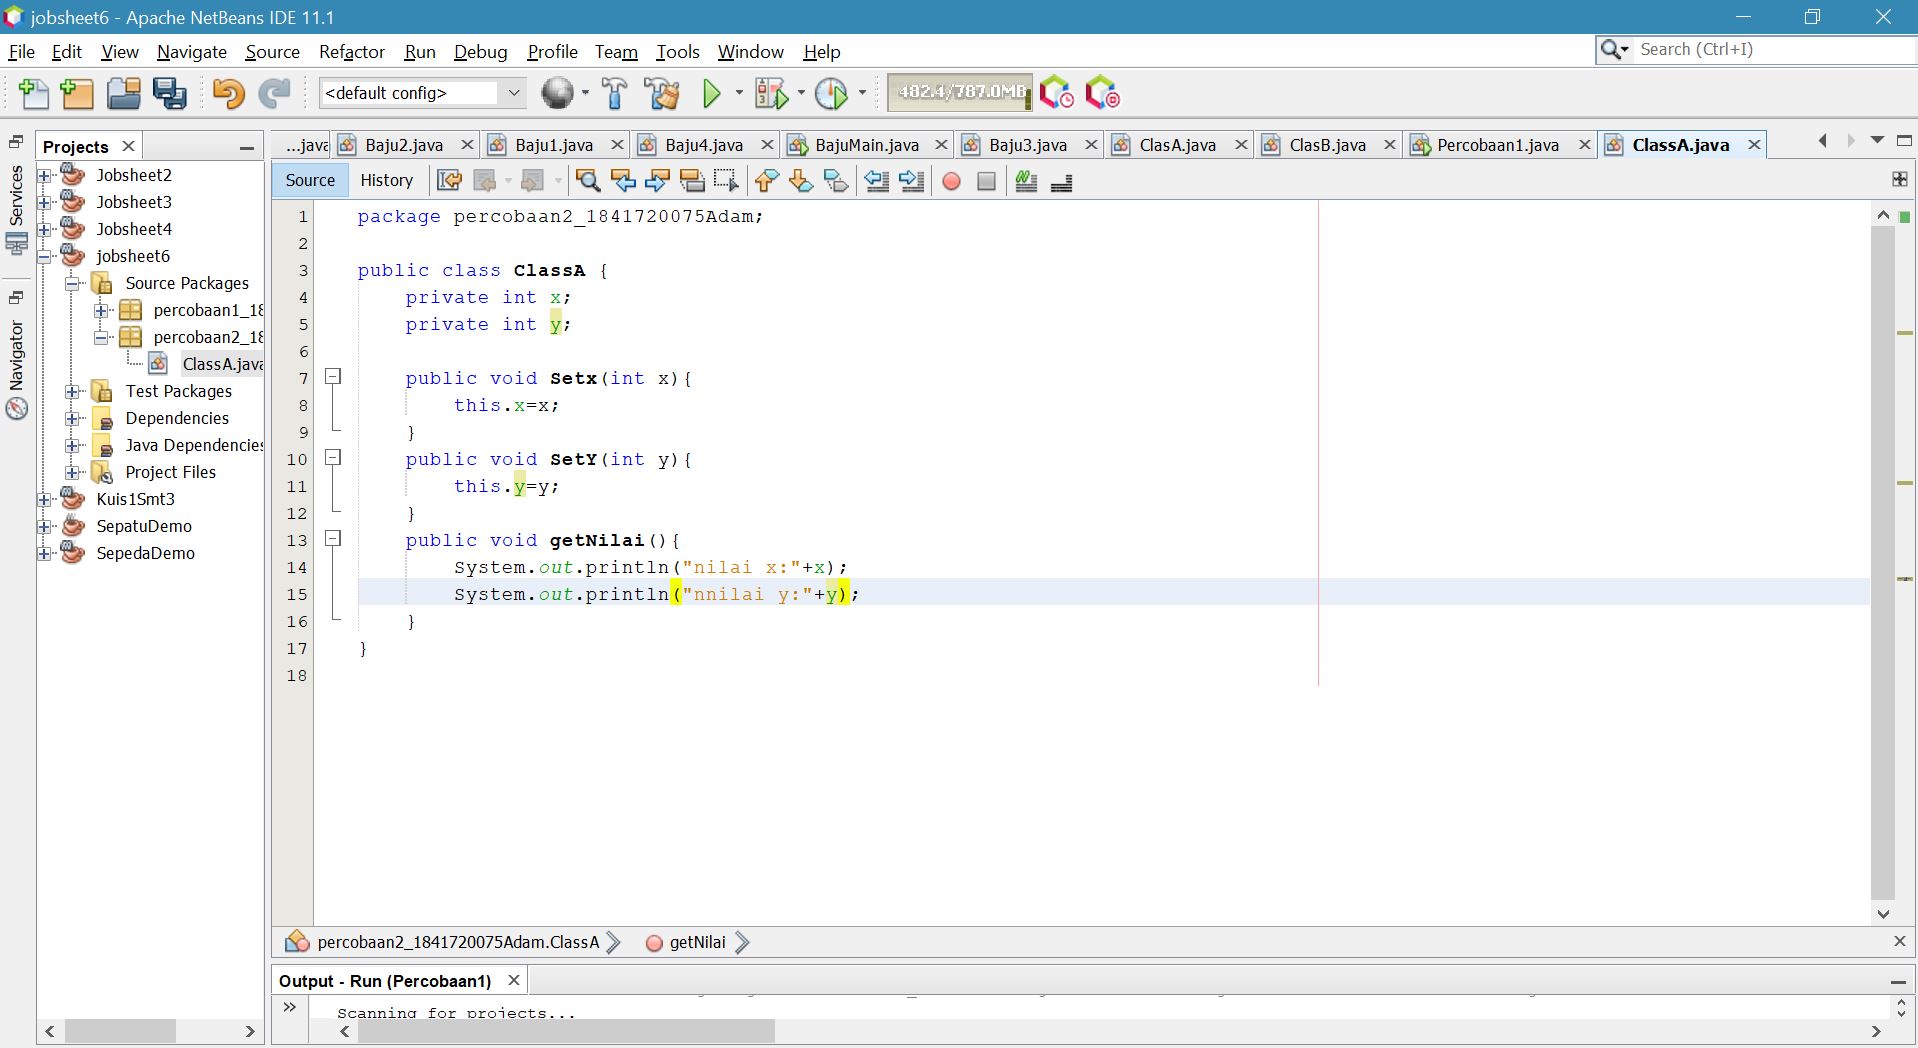 jobsheet6 - Apache NetBeans IDE 11.1
File Edit View Navigate Source Refactor Run Debug Profile Team Tools Window Help
Search (Ctrl+I)
<default config>
482.4/787.0MB
Services
Navigator
Projects
Jobsheet2
Jobsheet3
Jobsheet4
jobsheet6
Source Packages
percobaan1_18
percobaan2_18
ClassA.java
Test Packages
Dependencies
Java Dependencies
Project Files
Kuis1Smt3
SepatuDemo
SepedaDemo
...java Baju2.java Baju1.java Baju4.java BajuMain.java Baju3.java ClasA.java ClasB.java Percobaan1.java ClassA.java
Source History
1 package percobaan2_1841720075Adam;
2
3 public class ClassA {
4     private int x;
5     private int y;
6
7     public void Setx(int x){
8         this.x=x;
9     }
10     public void SetY(int y){
11         this.y=y;
12     }
13     public void getNilai(){
14         System.out.println("nilai x:"+x);
15         System.out.println("nnilai y:"+y);
16     }
17 }
18
percobaan2_1841720075Adam.ClassA getNilai
Output - Run (Percobaan1)
Scanning for projects...